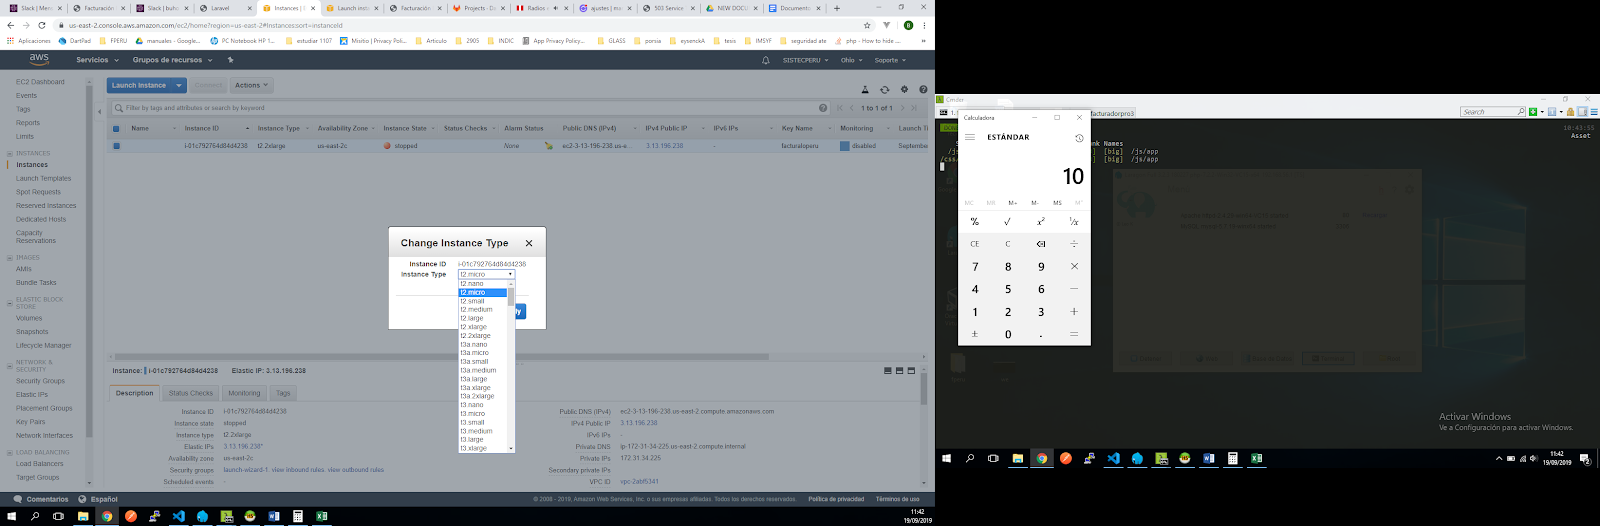 Slack | Men
Facturación
Slack | buho
Laravel
Instances | E
Launch inst
Facturación
Projects - Da
Radios
ajustes | ma
503 Service
NEW DOCU
Documento
us-east-2.console.aws.amazon.com/ec2/home?region=us-east-2#Instances:sort=instanceId
Aplicaciones
DartPad
FPERU
manuales - Google...
PC Notebook HP 1...
estudiar 1107
Misitio | Privacy Poli...
Articulo
2905
INDIC
App Privacy Policy...
GLASS
porsia
eysenckA
tesis
IMSYF
seguridad ate
php - How to hide ...
aws
Servicios
Grupos de recursos
SISTECPERU
Ohio
Soporte
EC2 Dashboard
Events
Tags
Reports
Limits
INSTANCES
Instances
Launch Templates
Spot Requests
Reserved Instances
Dedicated Hosts
Capacity
Reservations
IMAGES
AMIs
Bundle Tasks
ELASTIC BLOCK
STORE
Volumes
Snapshots
Lifecycle Manager
NETWORK &
SECURITY
Security Groups
Elastic IPs
Placement Groups
Key Pairs
Network Interfaces
LOAD BALANCING
Load Balancers
Target Groups
Launch Instance
Connect
Actions
Filter by tags and attributes or search by keyword
1 to 1 of 1
Name Instance ID Instance Type Availability Zone Instance State Status Checks Alarm Status Public DNS (IPv4) IPv4 Public IP IPv6 IPs Key Name Monitoring Launch Ti
i-01c792764d84d4238 t2.2xlarge us-east-2c stopped None ec2-3-13-196-238.us-e... 3.13.196.238 - facturaloperu disabled Septembe
Change Instance Type
Instance ID i-01c792764d84d4238
Instance Type t2.micro
t2.nano
t2.micro
t2.small
t2.medium
t2.large
t2.xlarge
t2.2xlarge
t3a.nano
t3a.micro
t3a.small
t3a.medium
t3a.large
t3a.xlarge
t3a.2xlarge
t3.nano
t3.micro
t3.small
t3.medium
t3.large
t3.xlarge
Instance: i-01c792764d84d4238 Elastic IP: 3.13.196.238
Description
Status Checks
Monitoring
Tags
Instance ID i-01c792764d84d4238
Instance state stopped
Instance type t2.2xlarge
Elastic IPs 3.13.196.238*
Availability zone us-east-2c
Security groups launch-wizard-1. view inbound rules. view outbound rules
Scheduled events -
Public DNS (IPv4) ec2-3-13-196-238.us-east-2.compute.amazonaws.com
IPv4 Public IP 3.13.196.238
IPv6 IPs -
Private DNS ip-172-31-34-225.us-east-2.compute.internal
Private IPs 172.31.34.225
Secondary private IPs
VPC ID vpc-2abf5341
Comentarios
Español
© 2008 - 2019, Amazon Web Services, Inc. o sus empresas afiliadas. Todos los derechos reservados.
Política de privacidad
Términos de uso
11:42
19/09/2019
Cmder
facturadorpro3
Search
Asset
nk Names
[big] /js/app
[big] /js/app
Calculadora
ESTÁNDAR
10
MC MR M+ M- MS M˅
% √ x² ¹/x
CE C ÷
7 8 9 ×
4 5 6 −
1 2 3 +
± 0 . =
Activar Windows
Ve a Configuración para activar Windows.
11:42
19/09/2019